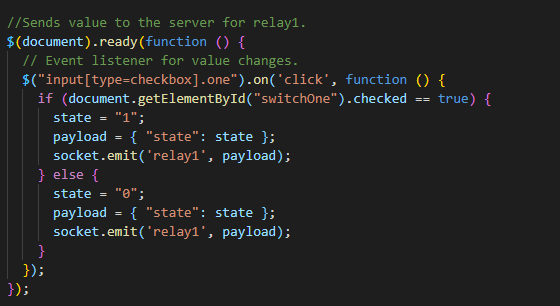 //Sends value to the server for relay1.
$(document).ready(function () {
  // Event listener for value changes.
  $("input[type=checkbox].one").on('click', function () {
    if (document.getElementById("switchOne").checked == true) {
      state = "1";
      payload = { "state": state };
      socket.emit('relay1', payload);
    } else {
      state = "0";
      payload = { "state": state };
      socket.emit('relay1', payload);
    }
  });
});